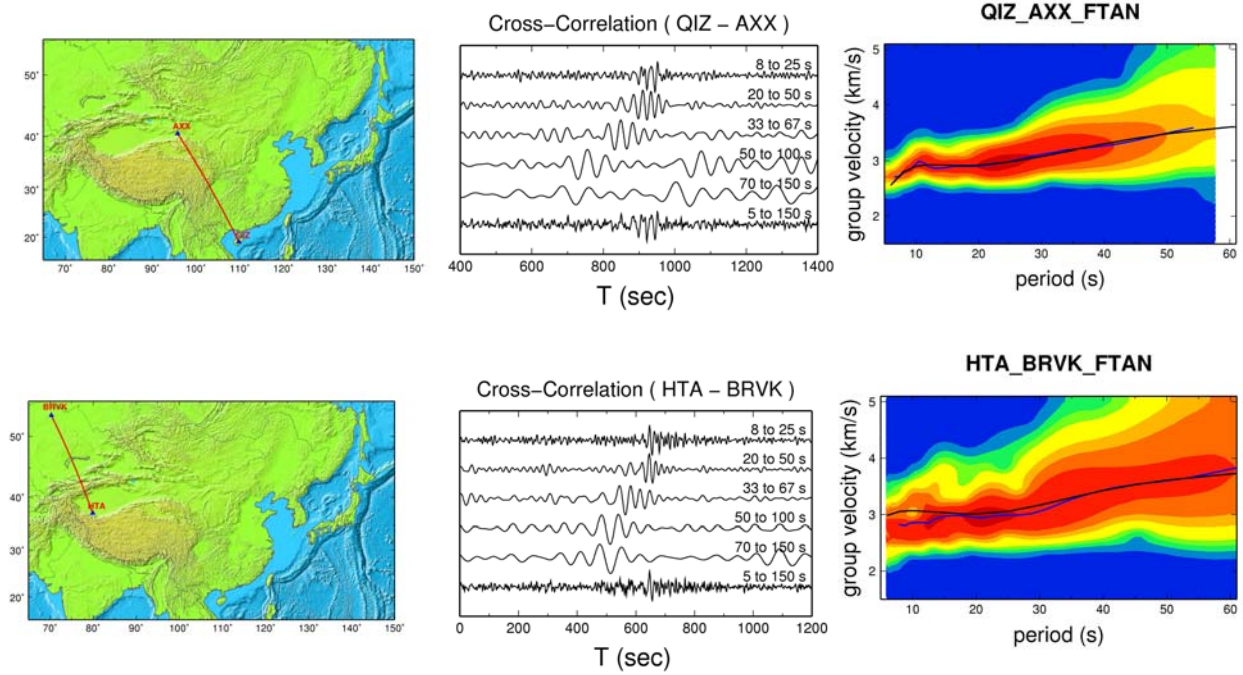 Cross−Correlation ( QIZ − AXX )
QIZ_AXX_FTAN
50˚
40˚
30˚
20˚
AXX
QIZ
70˚ 80˚ 90˚ 100˚ 110˚ 120˚ 130˚ 140˚ 150˚
8 to 25 s
20 to 50 s
33 to 67 s
50 to 100 s
70 to 150 s
5 to 150 s
400 600 800 1000 1200 1400
T (sec)
group velocity (km/s)
5
4
3
2
10 20 30 40 50 60
period (s)
Cross−Correlation ( HTA − BRVK )
HTA_BRVK_FTAN
BRVK
50˚
40˚
30˚
20˚
HTA
70˚ 80˚ 90˚ 100˚ 110˚ 120˚ 130˚ 140˚ 150˚
8 to 25 s
20 to 50 s
33 to 67 s
50 to 100 s
70 to 150 s
5 to 150 s
0 200 400 600 800 1000 1200
T (sec)
group velocity (km/s)
5
4
3
2
10 20 30 40 50 60
period (s)